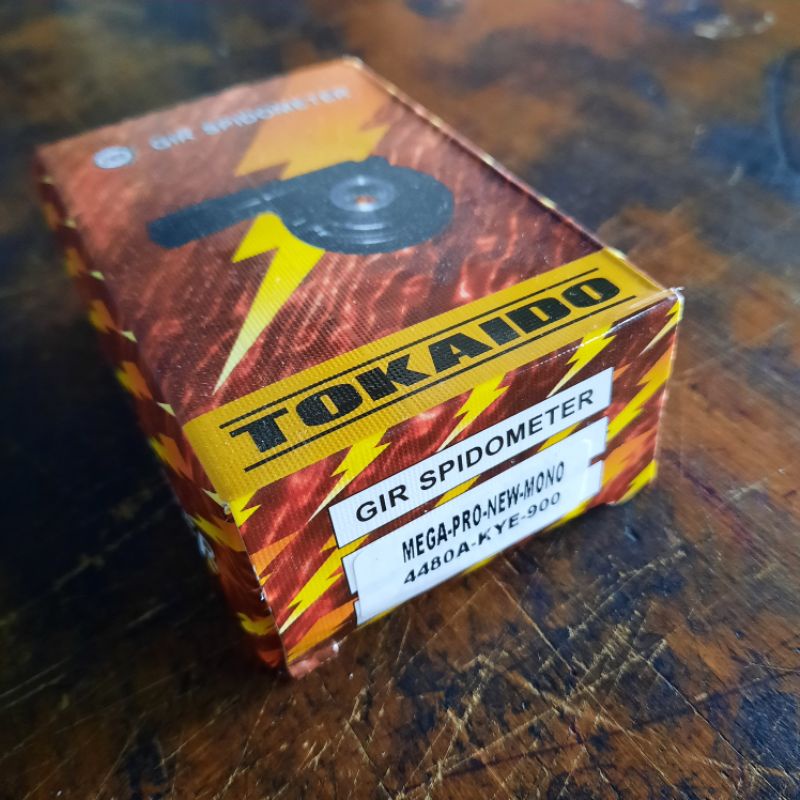 GIR SPIDOMETER
TOKAIDO
GIR SPIDOMETER
MEGA-PRO-NEW-MONO
4480A-KYE-900